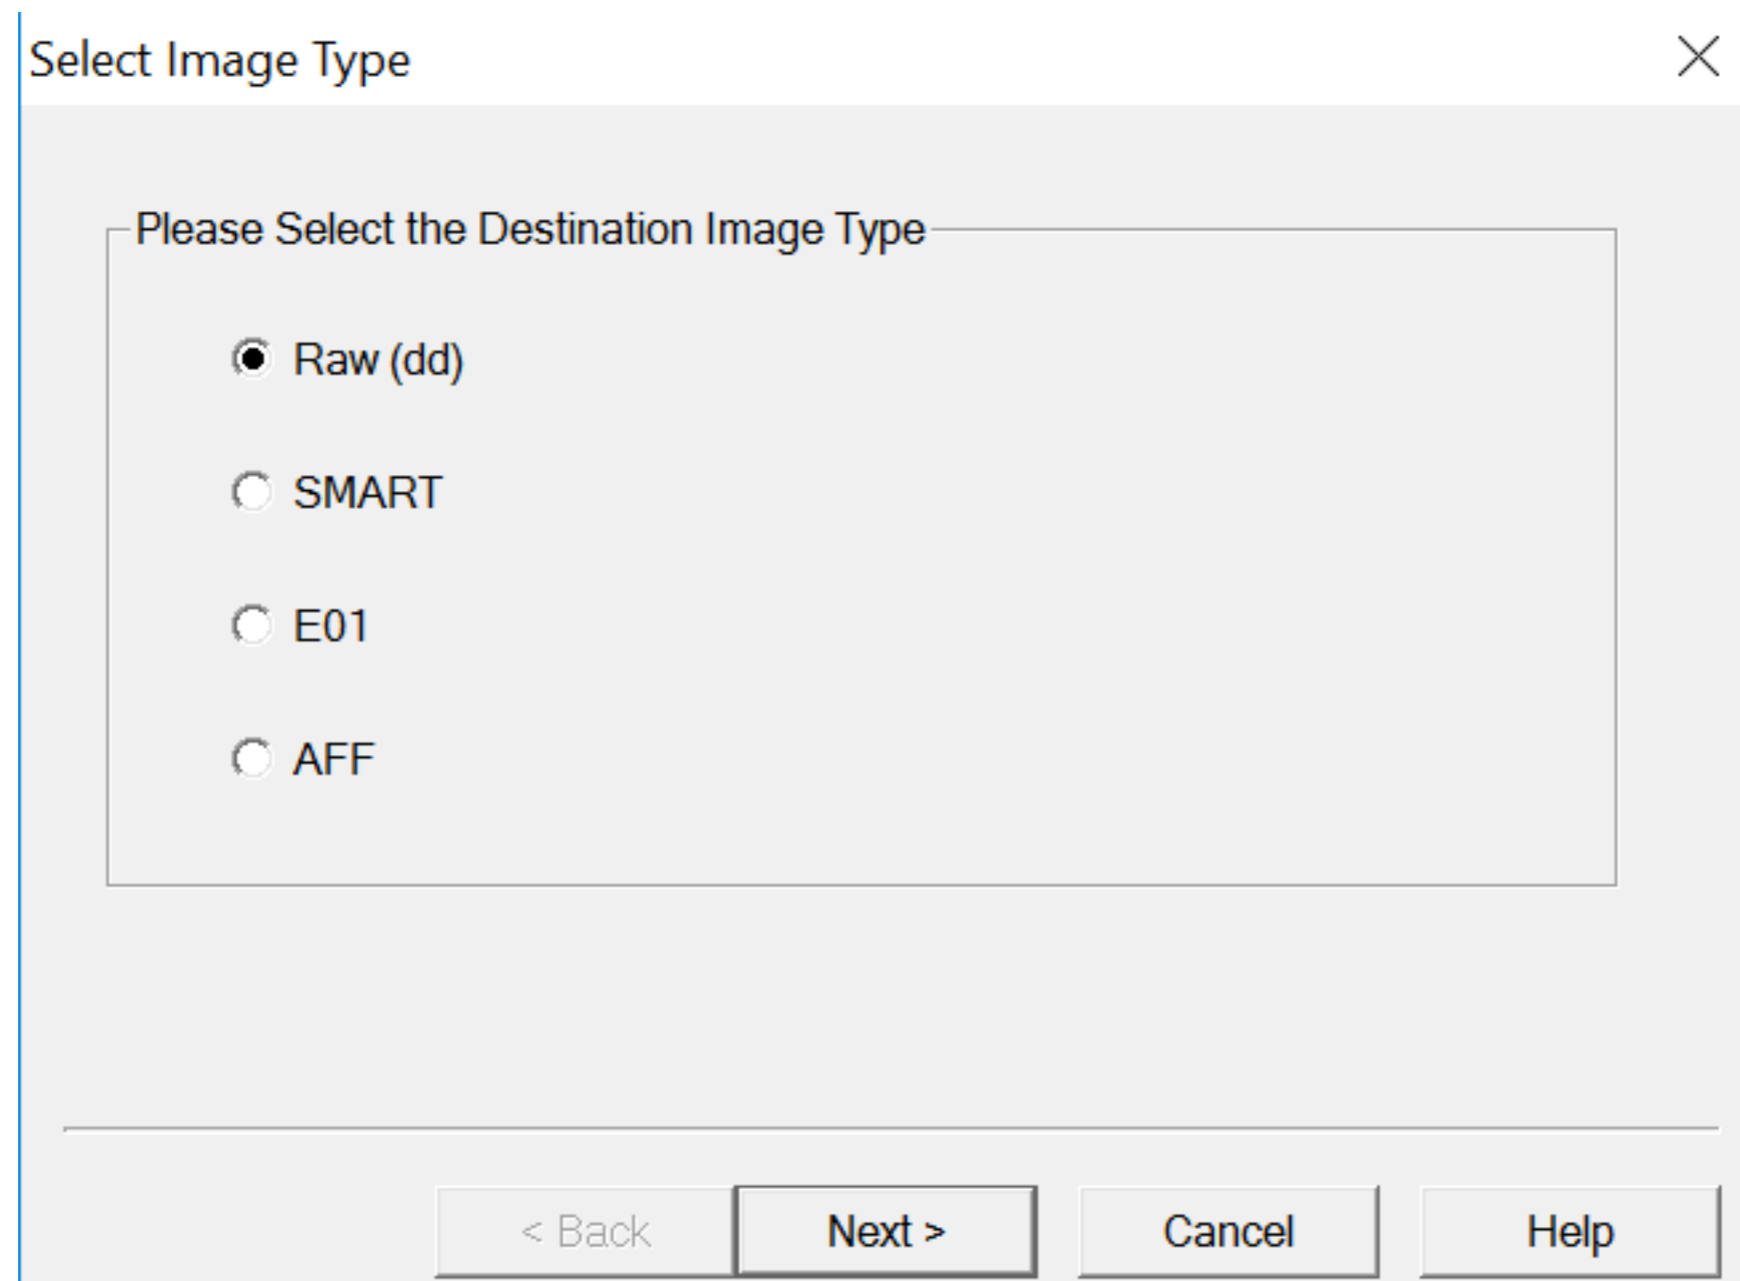 Select Image Type
Please Select the Destination Image Type
Raw (dd)
SMART
E01
AFF
< Back
Next >
Cancel
Help